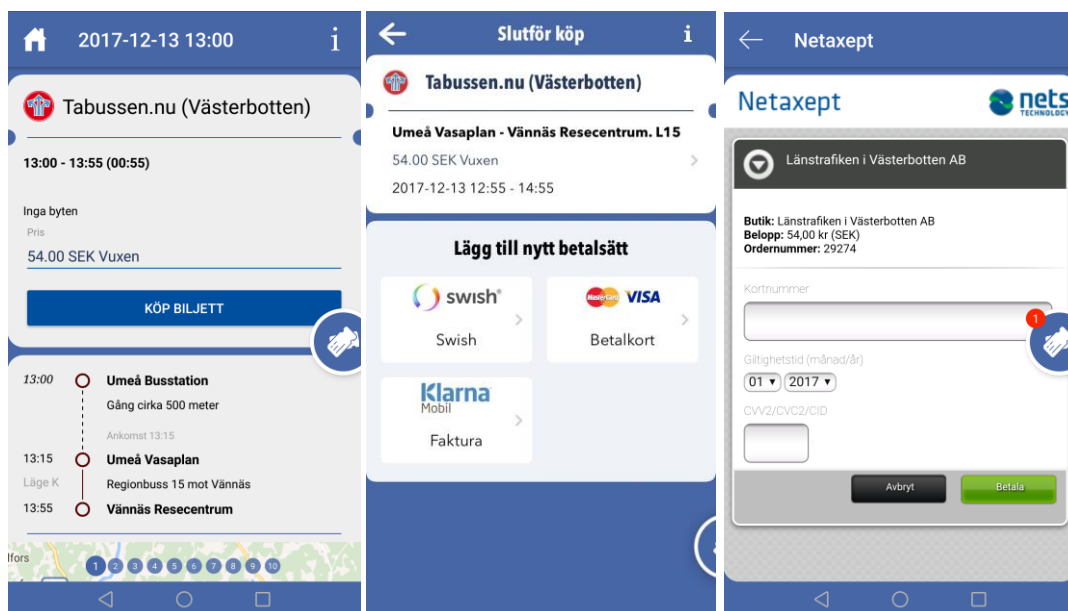 2017-12-13 13:00
i
Tabussen.nu (Västerbotten)
13:00 - 13:55 (00:55)
Inga byten
Pris
54.00 SEK Vuxen
KÖP BILJETT
13:00 Umeå Busstation
Gång cirka 500 meter
Ankomst 13:15
13:15 Umeå Vasaplan
Läge K Regionbuss 15 mot Vännäs
13:55 Vännäs Resecentrum
lfors
1 2 3 4 5 6 7 8 9 10
Slutför köp
i
Tabussen.nu (Västerbotten)
Umeå Vasaplan - Vännäs Resecentrum. L15
54.00 SEK Vuxen
2017-12-13 12:55 - 14:55
Lägg till nytt betalsätt
swish®
Swish
MasterCard VISA
Betalkort
Klarna
Mobil
Faktura
Netaxept
Netaxept
nets
TECHNOLOGY
Länstrafiken i Västerbotten AB
Butik: Länstrafiken i Västerbotten AB
Belopp: 54,00 kr (SEK)
Ordernummer: 29274
Kortnummer
1
Giltighetstid (månad/år)
01 2017
CVV2/CVC2/CID
Avbryt Betala